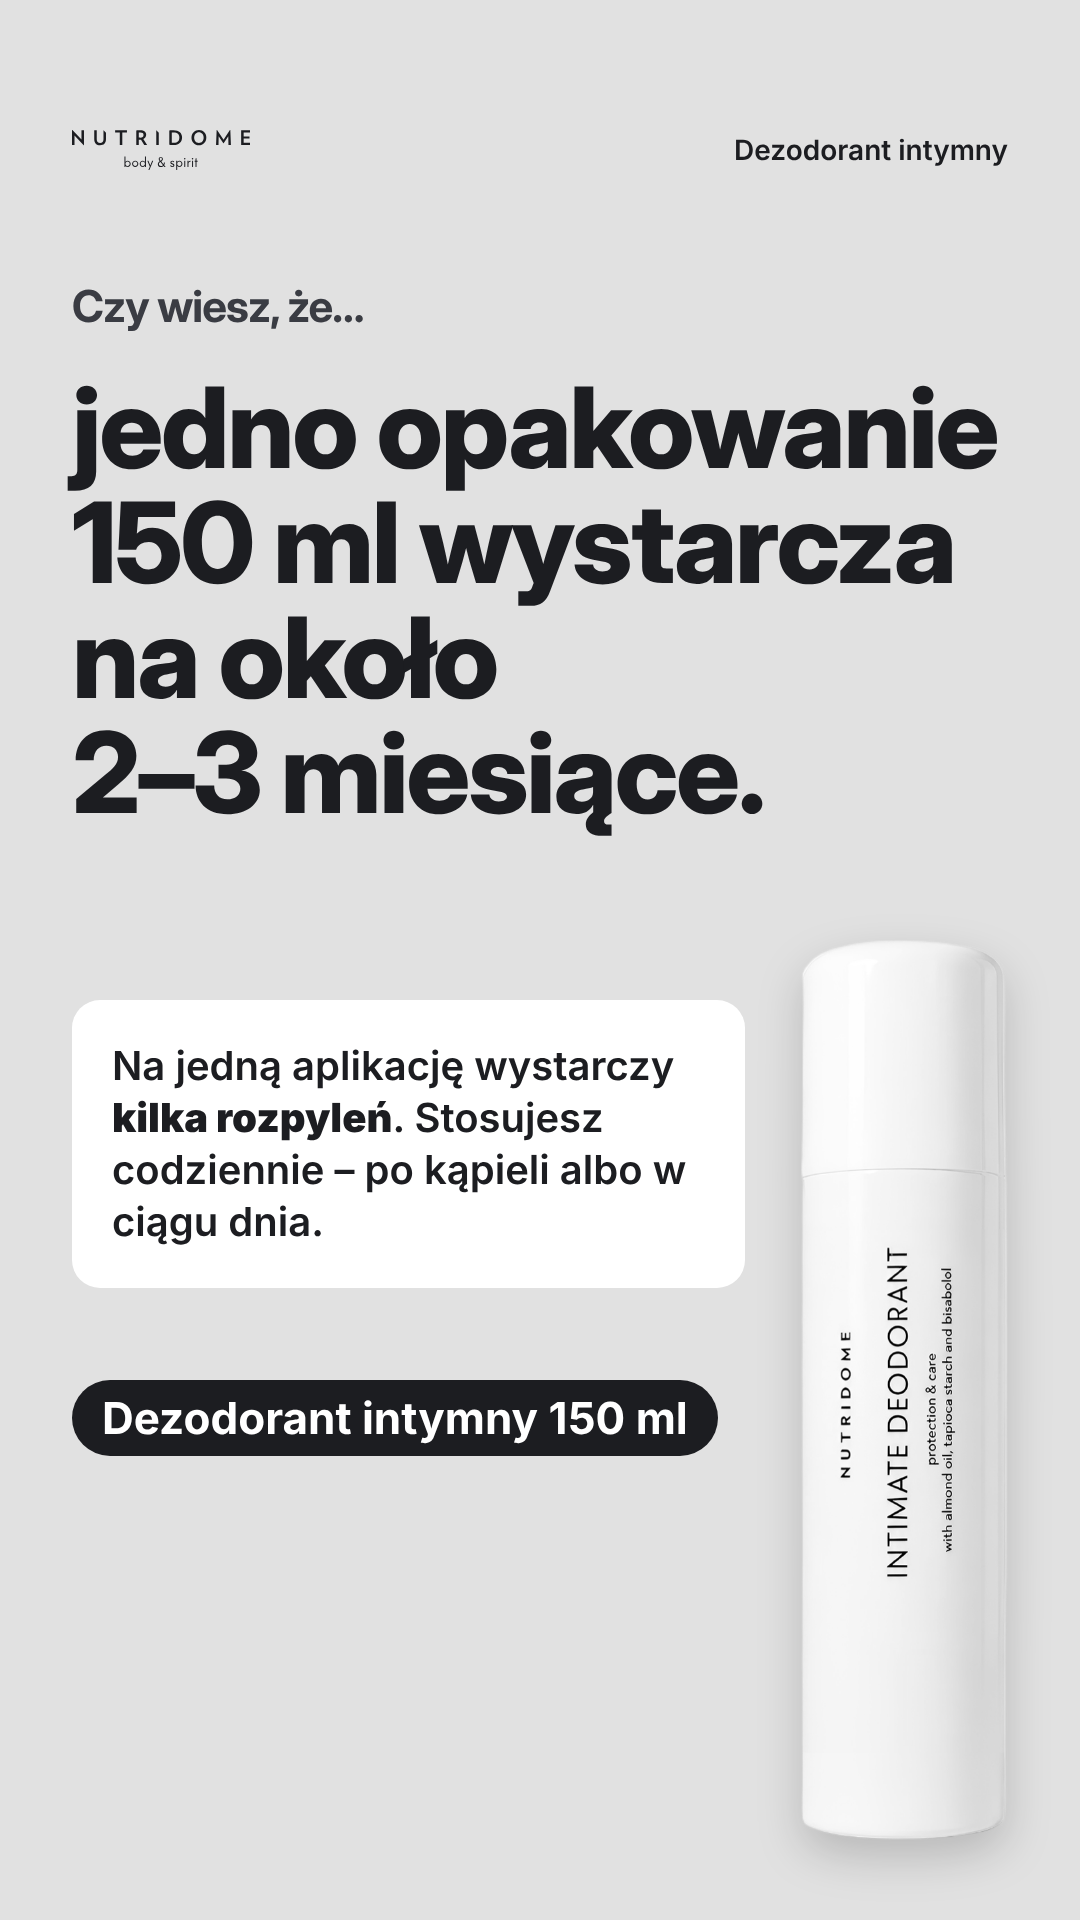 NUTRIDOME
body & spirit
Dezodorant intymny
Czy wiesz, że...
jedno opakowanie
150 ml wystarcza
na około
2–3 miesiące.
Na jedną aplikację wystarczy
kilka rozpyleń. Stosujesz
codziennie – po kąpieli albo w
ciągu dnia.
Dezodorant intymny 150 ml
NUTRIDOME
INTIMATE DEODORANT
protection & care
with almond oil, tapioca starch and bisabolol